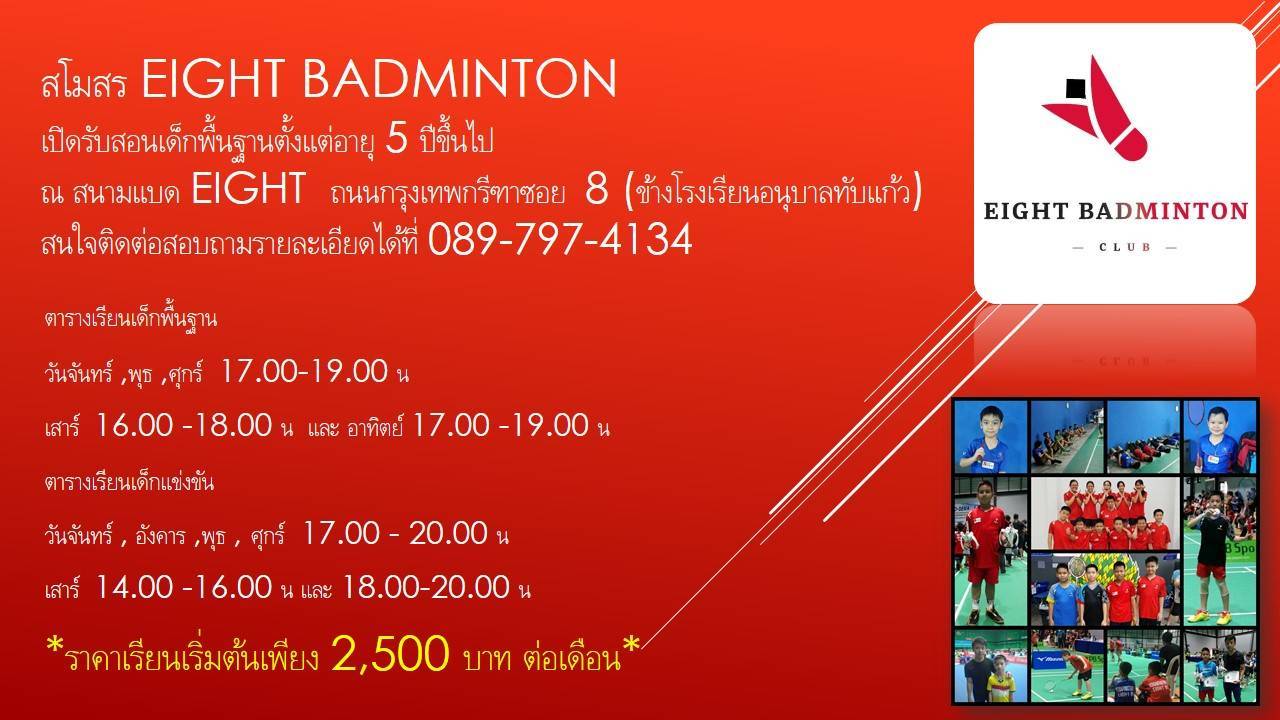 สโมสร EIGHT BADMINTON
เปิดรับสอนเด็กพื้นฐานตั้งแต่อายุ 5 ปีขึ้นไป
ณ สนามแบด EIGHT ถนนกรุงเทพกรีฑาซอย 8 (ข้างโรงเรียนอนุบาลทับแก้ว)
สนใจติดต่อสอบถามรายละเอียดได้ที่ 089-797-4134
ตารางเรียนเด็กพื้นฐาน
วันจันทร์ ,พุธ ,ศุกร์ 17.00-19.00 น
เสาร์ 16.00 -18.00 น และ อาทิตย์ 17.00 -19.00 น
ตารางเรียนเด็กแข่งขัน
วันจันทร์ , อังคาร ,พุธ , ศุกร์ 17.00 - 20.00 น
เสาร์ 14.00 -16.00 น และ 18.00-20.00 น
*ราคาเรียนเริ่มต้นเพียง 2,500 บาท ต่อเดือน*
EIGHT BADMINTON
— CLUB —